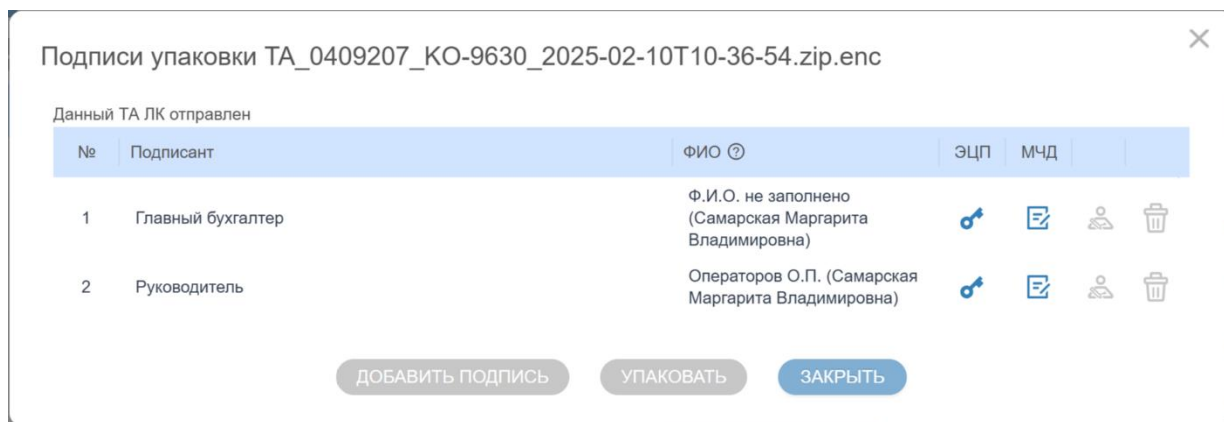 Подписи упаковки TA_0409207_KO-9630_2025-02-10T10-36-54.zip.enc
Данный ТА ЛК отправлен
№ Подписант ФИО ЭЦП МЧД
1 Главный бухгалтер Ф.И.О. не заполнено
(Самарская Маргарита
Владимировна)
2 Руководитель Операторов О.П. (Самарская
Маргарита Владимировна)
ДОБАВИТЬ ПОДПИСЬ УПАКОВАТЬ ЗАКРЫТЬ